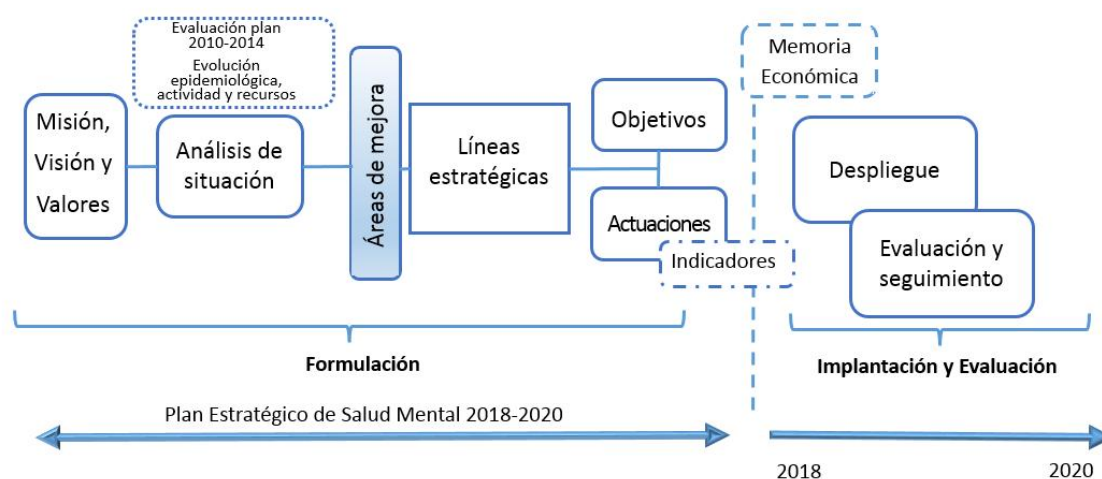 Evaluación plan
2010-2014
Evolución
epidemiológica,
actividad y recursos
Misión,
Visión y
Valores
Análisis de
situación
Áreas de mejora
Líneas
estratégicas
Objetivos
Actuaciones
Indicadores
Memoria
Económica
Despliegue
Evaluación y
seguimiento
Formulación
Implantación y Evaluación
Plan Estratégico de Salud Mental 2018-2020
2018
2020